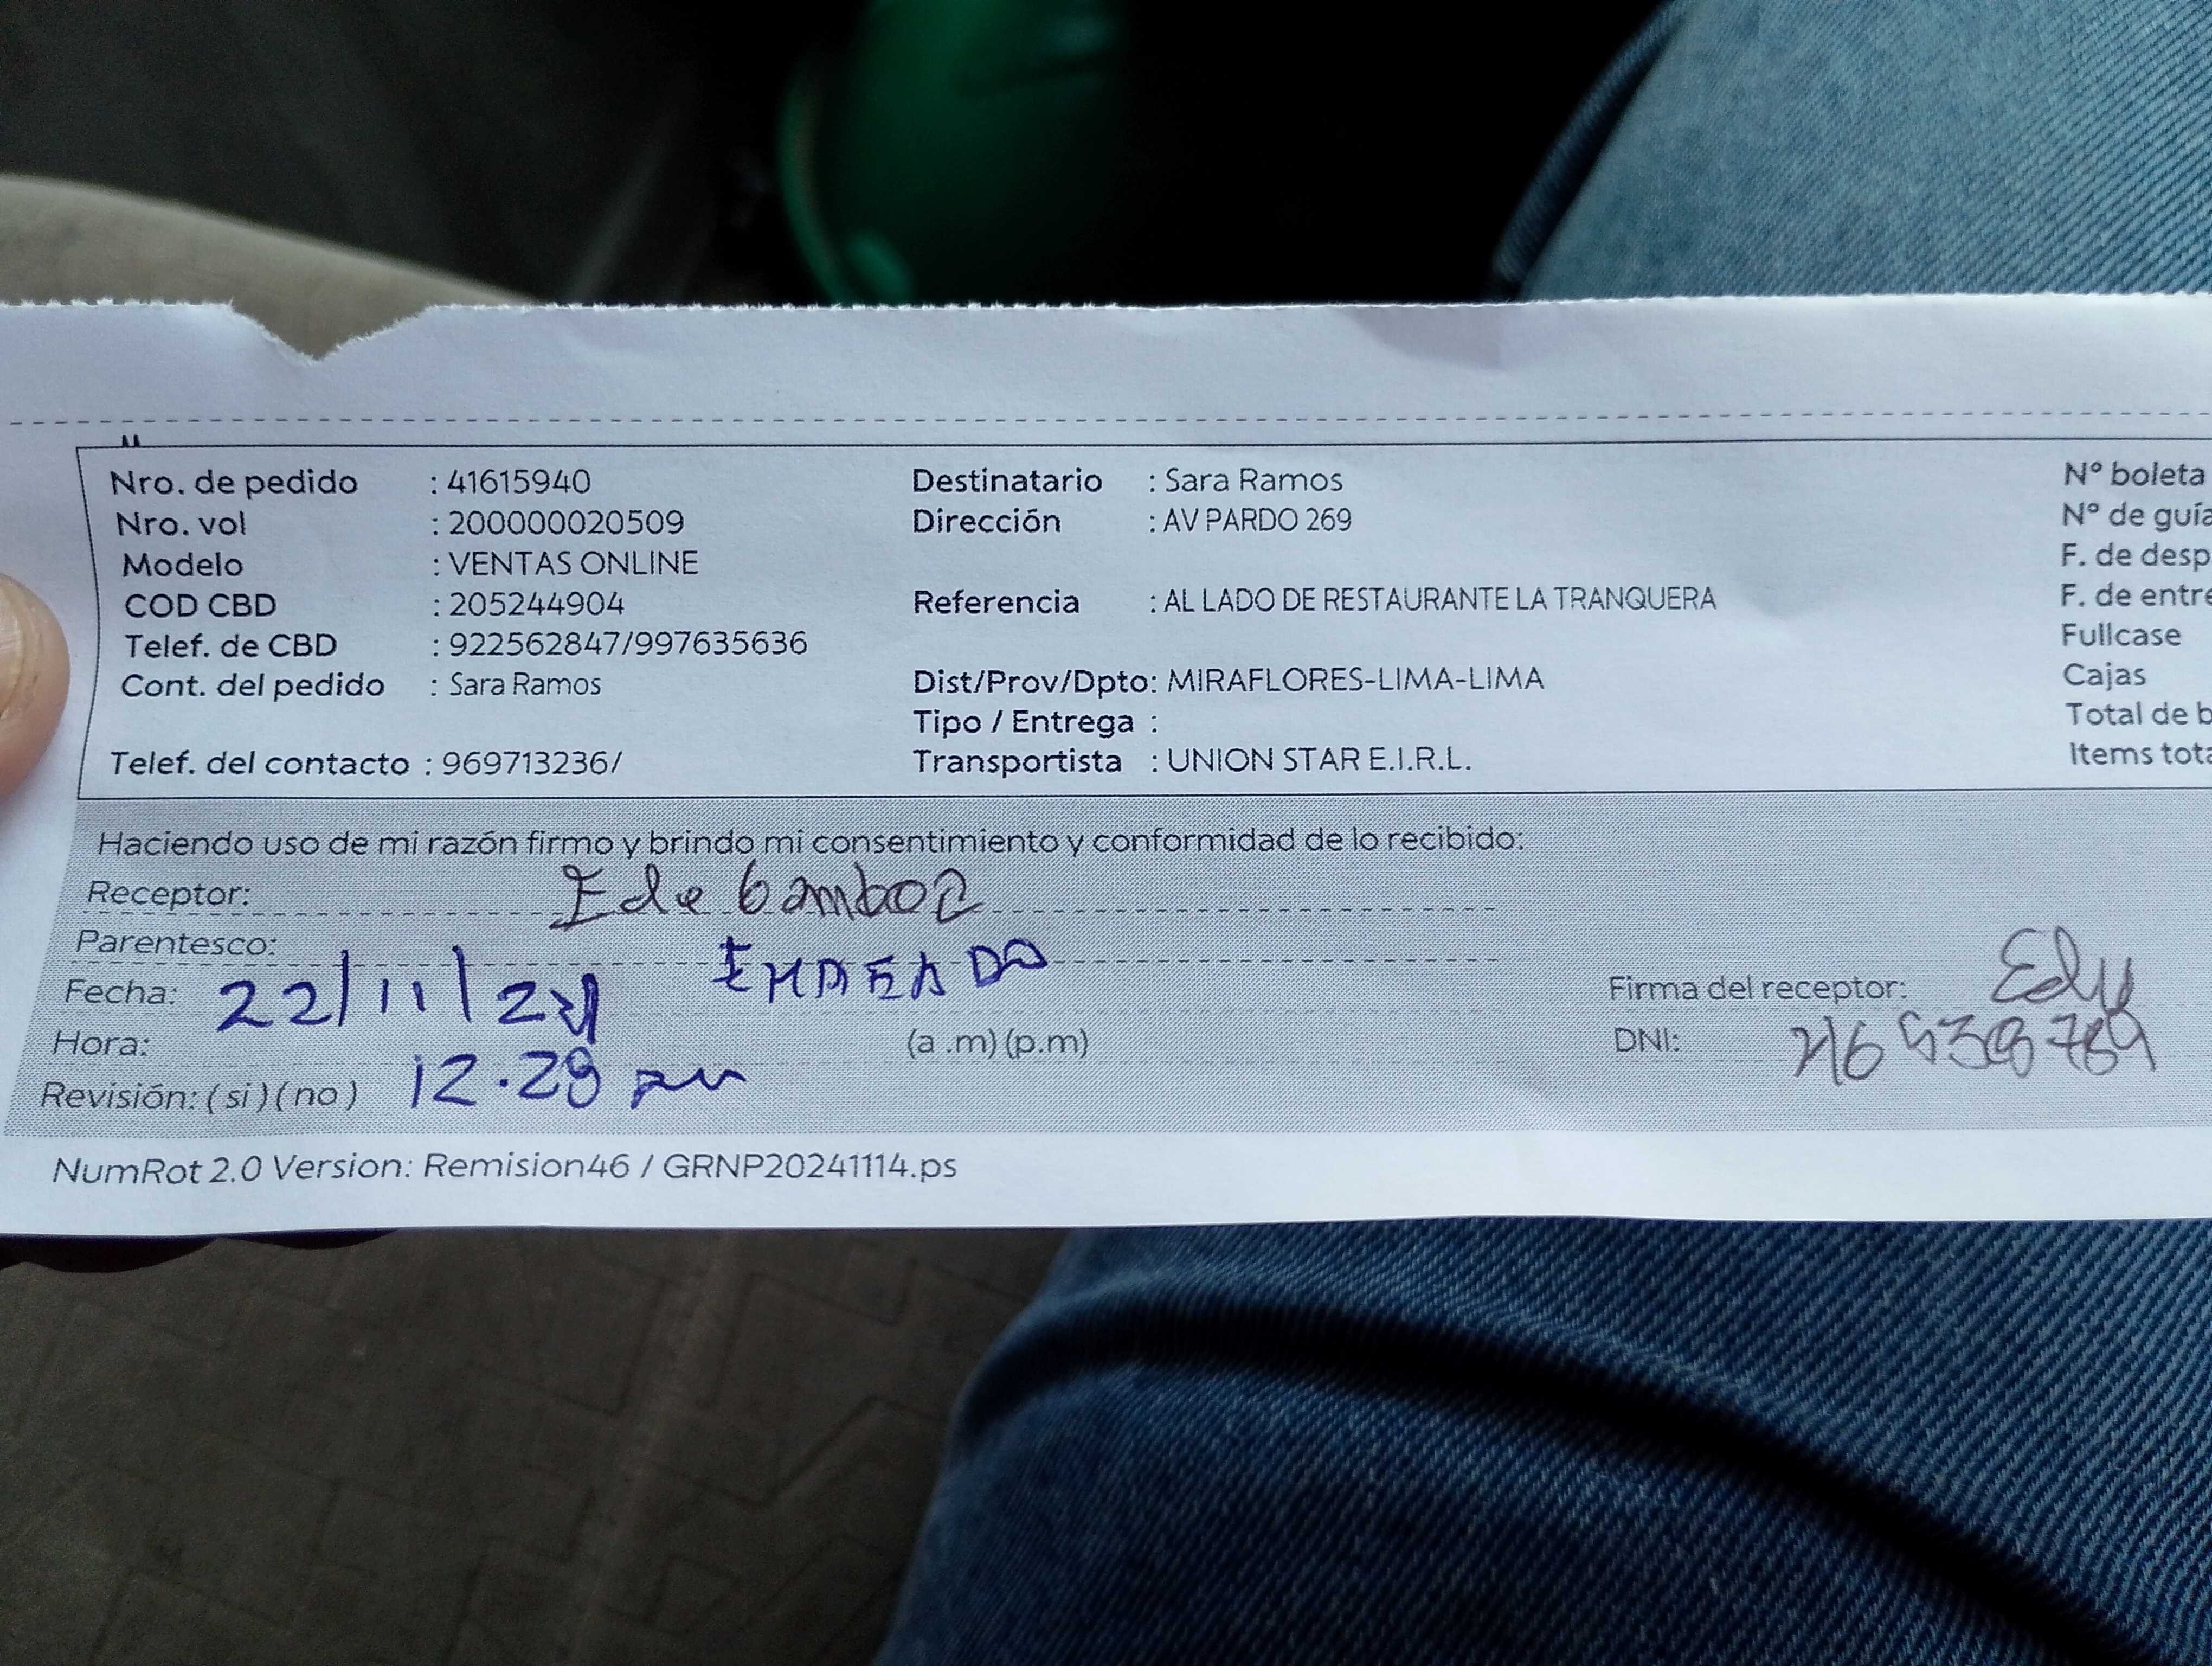 Nro. de pedido : 41615940
Nro. vol : 200000020509
Modelo : VENTAS ONLINE
COD CBD : 205244904
Telef. de CBD : 922562847/997635636
Cont. del pedido : Sara Ramos
Telef. del contacto : 969713236/
Destinatario : Sara Ramos
Dirección : AV PARDO 269
Referencia : AL LADO DE RESTAURANTE LA TRANQUERA
Dist/Prov/Dpto: MIRAFLORES-LIMA-LIMA
Tipo / Entrega :
Transportista : UNION STAR E.I.R.L.
N° boleta
N° de guía
F. de desp
F. de entre
Fullcase
Cajas
Total de b
Items tota
Haciendo uso de mi razón firmo y brindo mi consentimiento y conformidad de lo recibido:
Receptor:
Parentesco:
Fecha: 22/11/24
Hora: 12.28 pm (a .m) (p.m)
Revisión: ( si ) ( no )
Firma del receptor: Edu
DNI:
NumRot 2.0 Version: Remision46 / GRNP20241114.ps